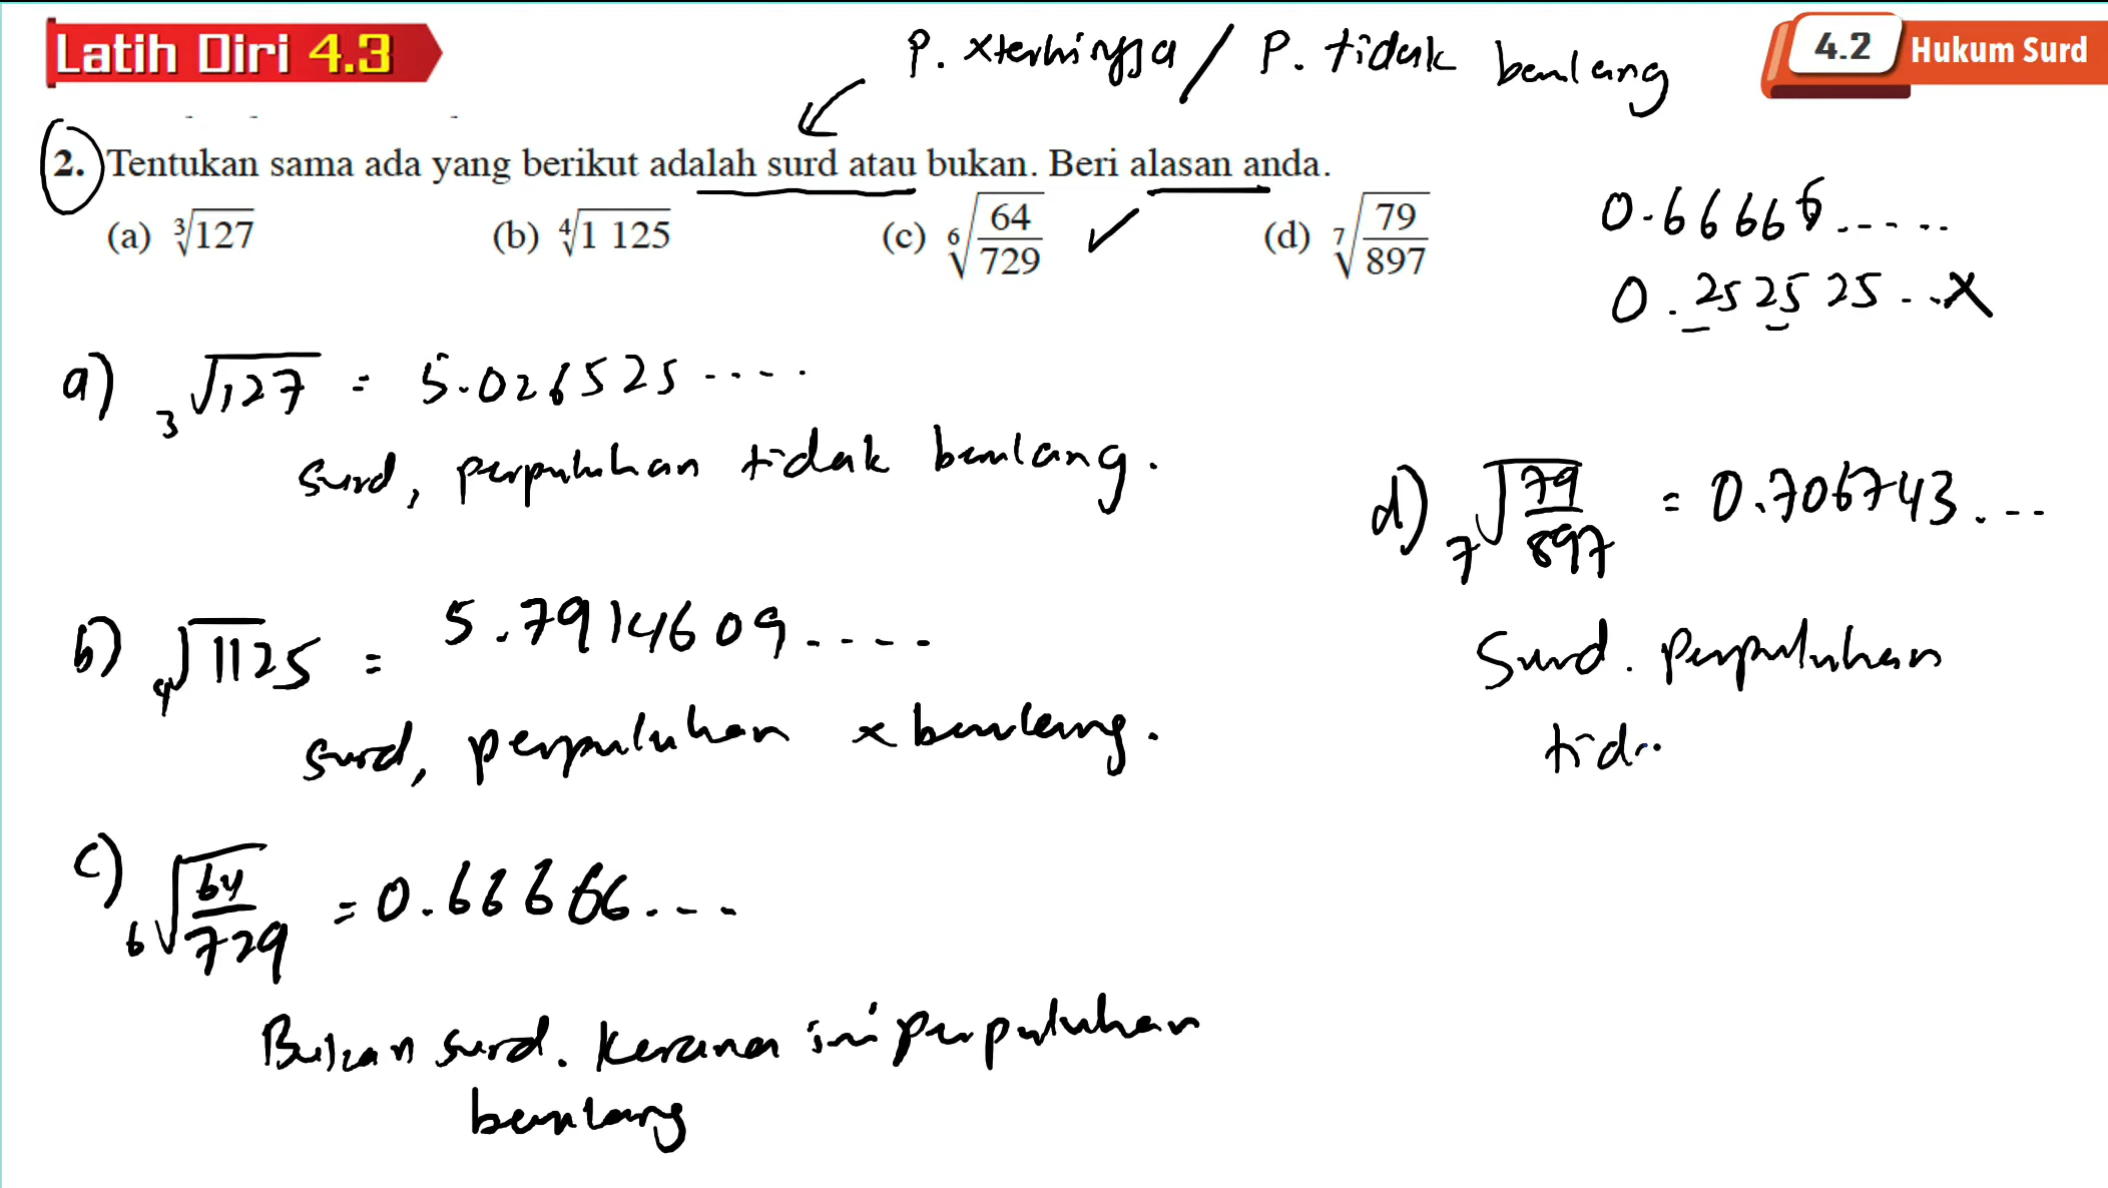 Latih Diri 4.3
P. xterhingga / P. tidak berulang
4.2 Hukum Surd
2. Tentukan sama ada yang berikut adalah surd atau bukan. Beri alasan anda.
(a) ∛127 (b) ∜1 125 (c) ⁶√(64/729) ✓ (d) ⁷√(79/897)
0.66666.....
0.252525... x
a) ₃√127 = 5.026525....
surd, perpuluhan tidak berulang.
b) ₄√1125 = 5.7914609....
surd, perpuluhan x berulang.
c) ₆√(64/729) = 0.66666....
Bukan surd. Kerana ini perpuluhan
berulang
d) ₇√(79/897) = 0.706743...
Surd. Perpuluhan
tid